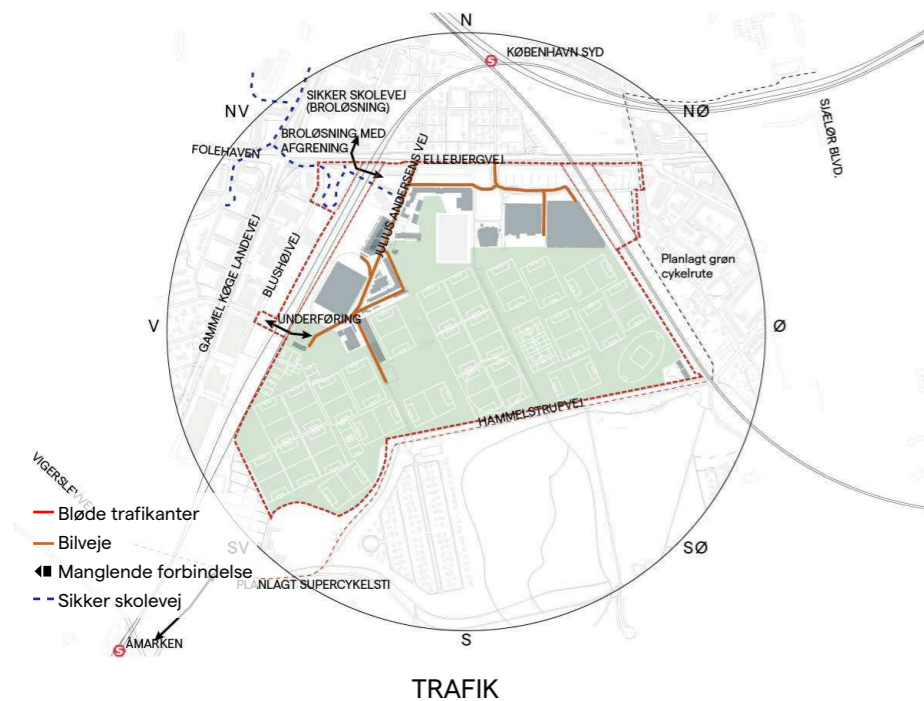 N
KØBENHAVN SYD
S
SIKKER SKOLEVEJ
(BROLØSNING)
NV
NØ
SJÆLØR BLVD.
BROLØSNING MED
AFGRENING
FOLEHAVEN
ELLEBJERGVEJ
JULIUS ANDERSENS VEJ
GAMMEL KØGE LANDEVEJ
BLUSHØJVEJ
Planlagt grøn
cykelrute
V
UNDERFØRING
Ø
HAMMELSTRUPVEJ
Bløde trafikanter
Bilveje
SV
SØ
Manglende forbindelse
PLANLAGT SUPERCYKELSTI
Sikker skolevej
S
ÅMARKEN
S
TRAFIK